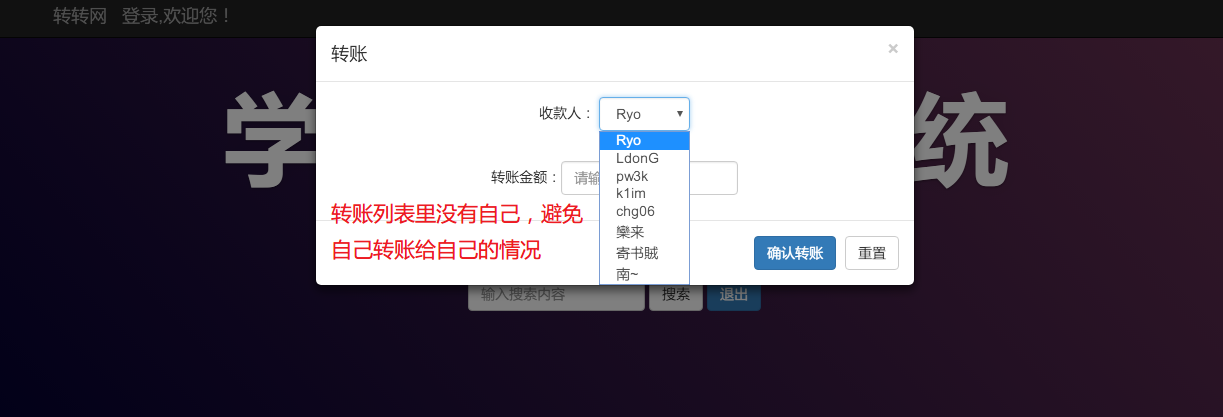 转转网 登录,欢迎您！
转账
×
学
统
收款人： Ryo
Ryo
LdonG
pw3k
k1im
chg06
欒来
寄书贼
南~
转账金额： 请输
转账列表里没有自己，避免
自己转账给自己的情况
确认转账 重置
输入搜索内容 搜索 退出